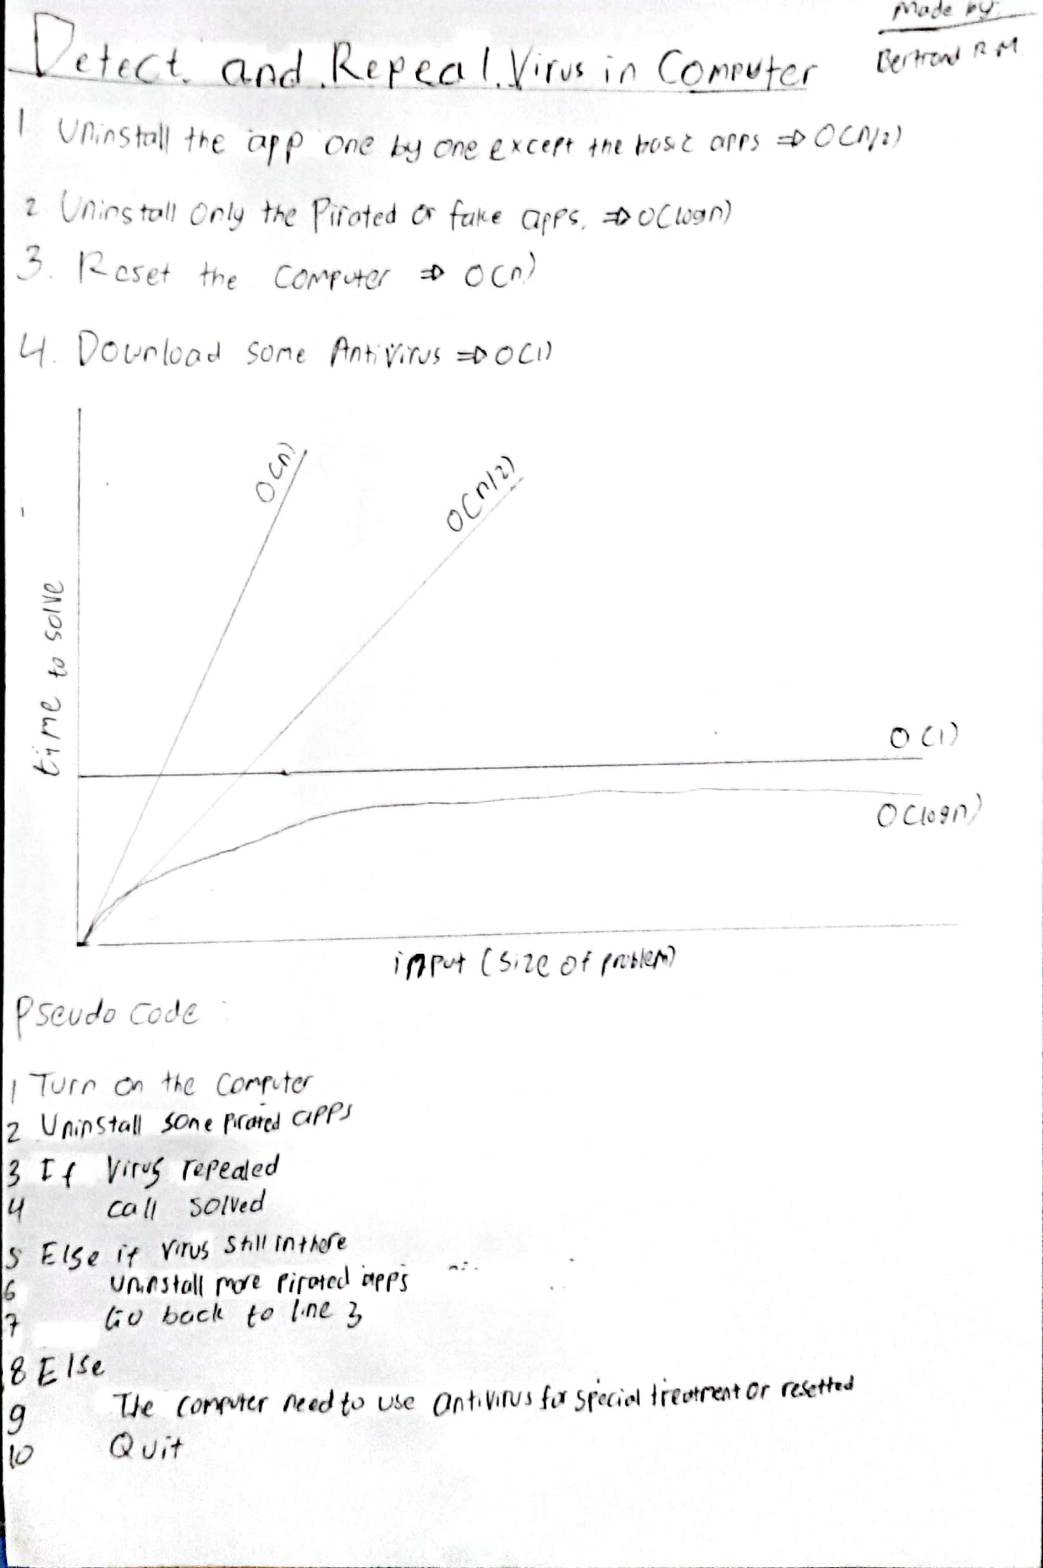 Made by:
Detect and Repeal Virus in Computer
Bertrand R M
1 Uninstall the app one by one except the basic apps ⇒ O(n/2)
2 Uninstall Only the Pirated or fake apps. ⇒ O(logn)
3. Reset the Computer ⇒ O(n)
4. Download some Antivirus ⇒ O(1)
O(n)
O(n/2)
time to solve
O(1)
O(logn)
input (size of problem)
Pseudo code :
1 Turn on the Computer
2 Uninstall some pirated apps
3 If Virus repealed
4 call solved
5 Else if virus still in there
6 uninstall more pirated apps
7 Go back to line 3
8 Else
9 The computer need to use antivirus for special treatment or resetted
10 Quit